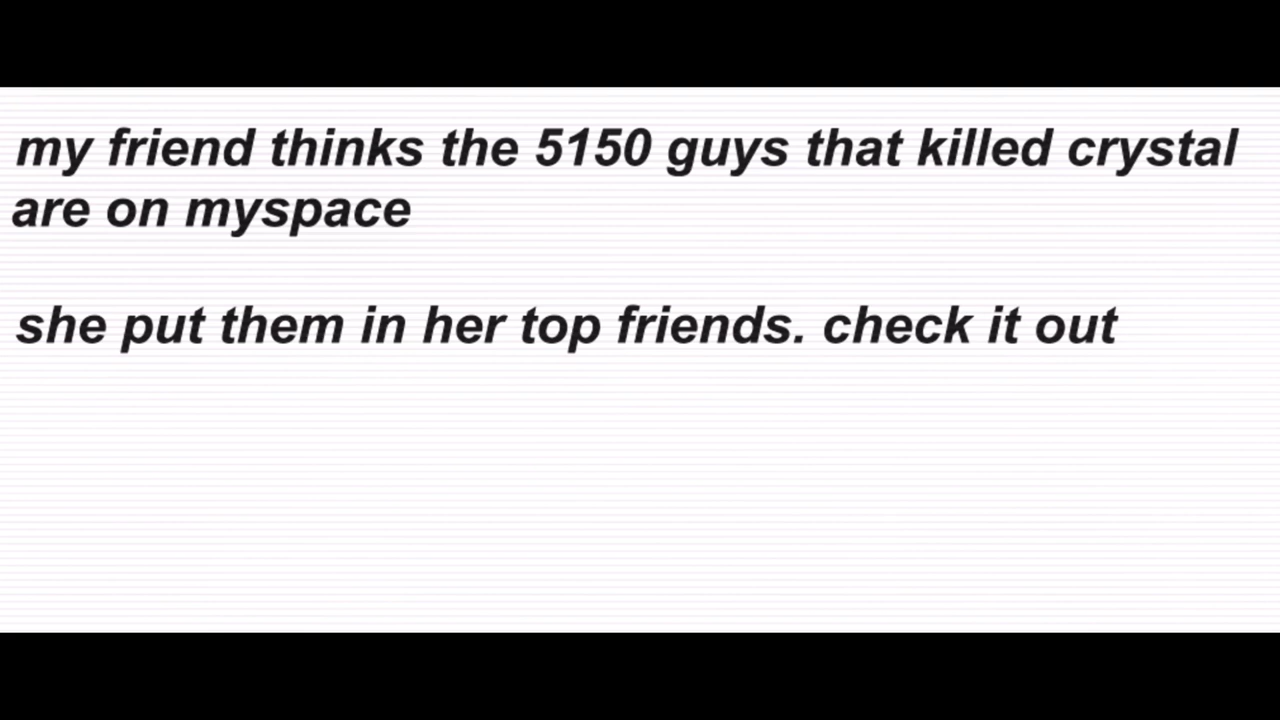 my friend thinks the 5150 guys that killed crystal
are on myspace
she put them in her top friends. check it out